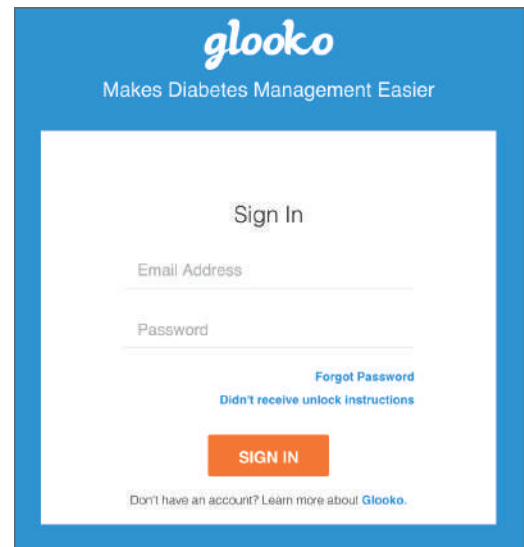 glooko
Makes Diabetes Management Easier
Sign In
Email Address
Password
Forgot Password
Didn't receive unlock instructions
SIGN IN
Don't have an account? Learn more about Glooko.